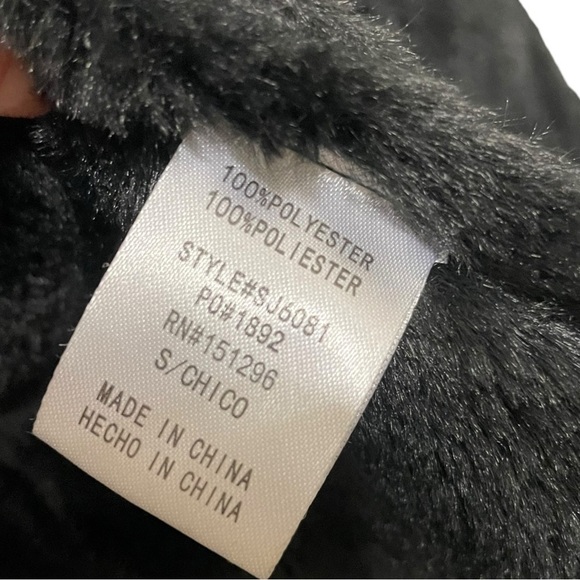 100%POLYESTER
100%POLIESTER
STYLE#SJ6081
PO#1892
RN#151296
S/CHICO
MADE IN CHINA
HECHO IN CHINA